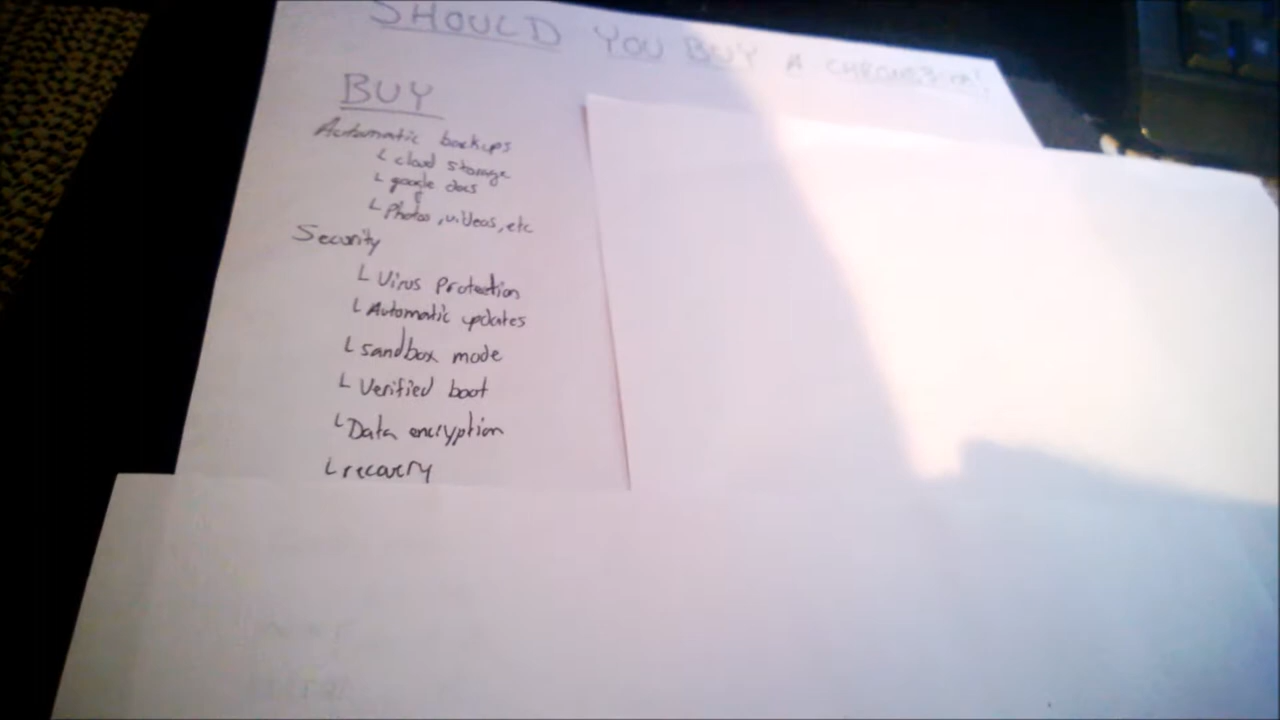 SHOULD YOU BUY A CHROMEBOOK?
BUY
Automatic backups
└ cloud storage
└ google docs
└ Photos, videos, etc
Security
└ Virus Protection
└ Automatic updates
└ sandbox mode
└ Verified boot
└ Data encryption
└ recovery